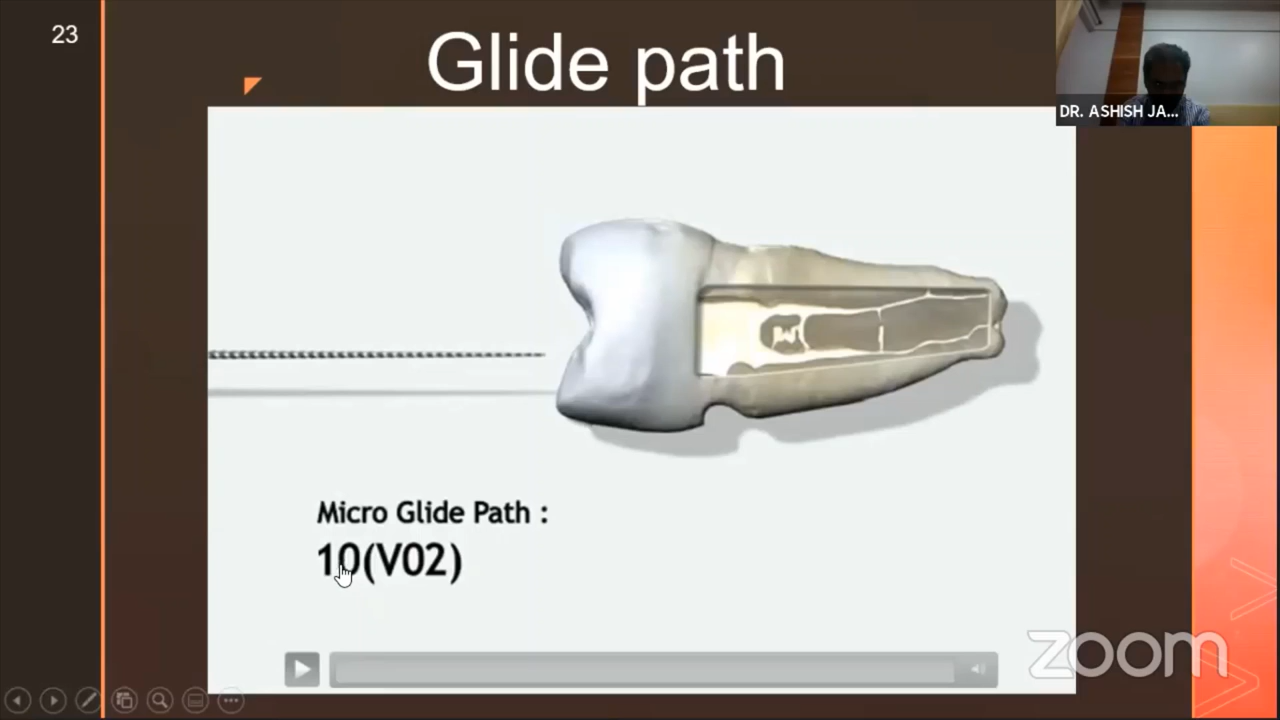 23
Glide path
DR. ASHISH JA...
Micro Glide Path :
10(V02)
zoom